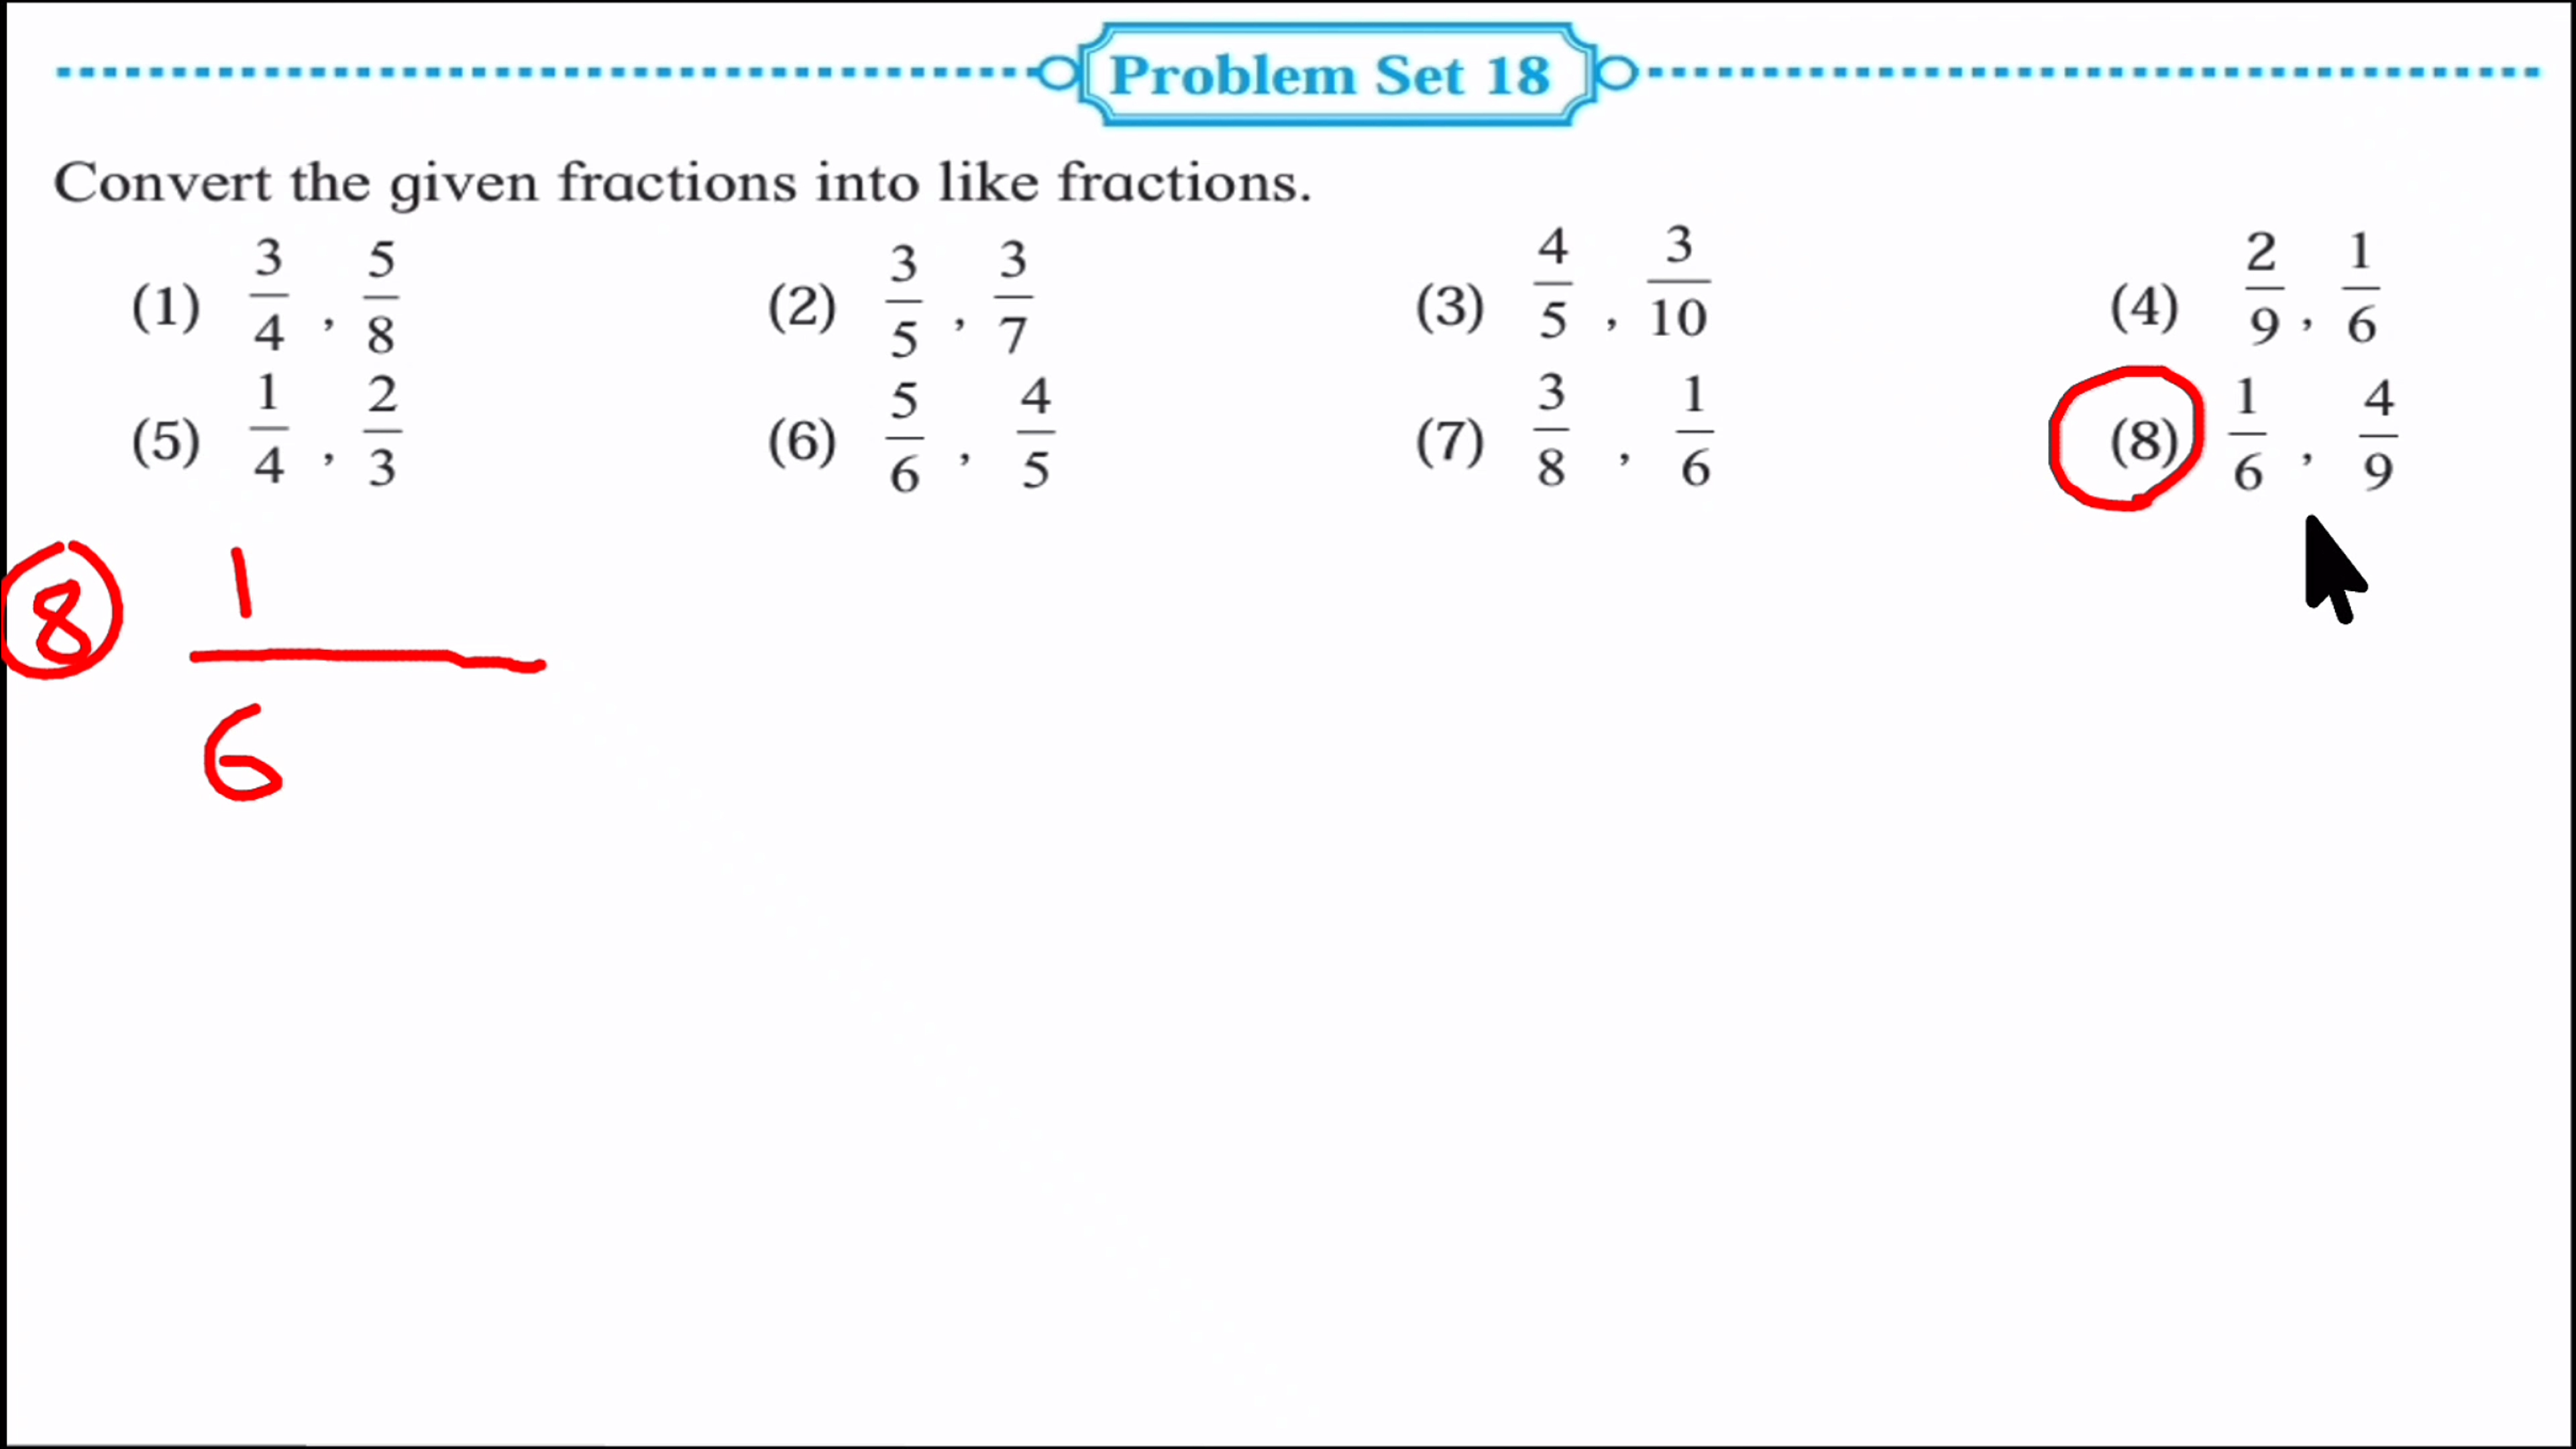 Problem Set 18
Convert the given fractions into like fractions.
(1) 3/4 , 5/8 (2) 3/5 , 3/7 (3) 4/5 , 3/10 (4) 2/9 , 1/6
(5) 1/4 , 2/3 (6) 5/6 , 4/5 (7) 3/8 , 1/6 (8) 1/6 , 4/9
8 1/6